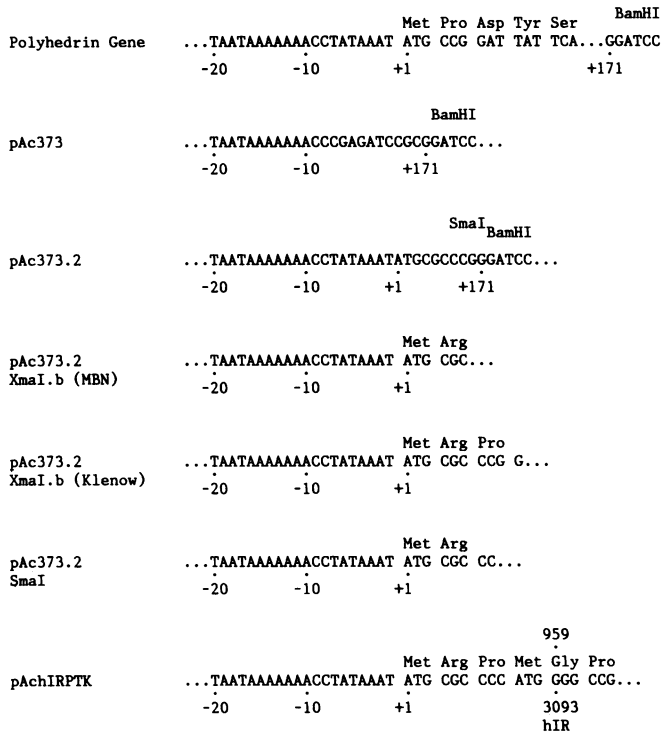 BamHI
Met Pro Asp Tyr Ser
Polyhedrin Gene ...TAATAAAAAAACCTATAAAT ATG CCG GAT TAT TCA...GGATCC
-20 -10 +1 +171
BamHI
pAc373 ...TAATAAAAAAACCCGAGATCCGCGGATCC...
-20 -10 +171
SmaI
BamHI
pAc373.2 ...TAATAAAAAAACCTATAAATATGCGCCCGGGATCC...
-20 -10 +1 +171
Met Arg
pAc373.2 ...TAATAAAAAAACCTATAAAT ATG CGC...
XmaI.b (MBN)
-20 -10 +1
Met Arg Pro
pAc373.2 ...TAATAAAAAAACCTATAAAT ATG CGC CCG G...
XmaI.b (Klenow)
-20 -10 +1
Met Arg
pAc373.2 ...TAATAAAAAAACCTATAAAT ATG CGC CC...
SmaI
-20 -10 +1
959
Met Arg Pro Met Gly Pro
pAchIRPTK ...TAATAAAAAAACCTATAAAT ATG CGC CCC ATG GGG CCG...
-20 -10 +1 3093
hIR